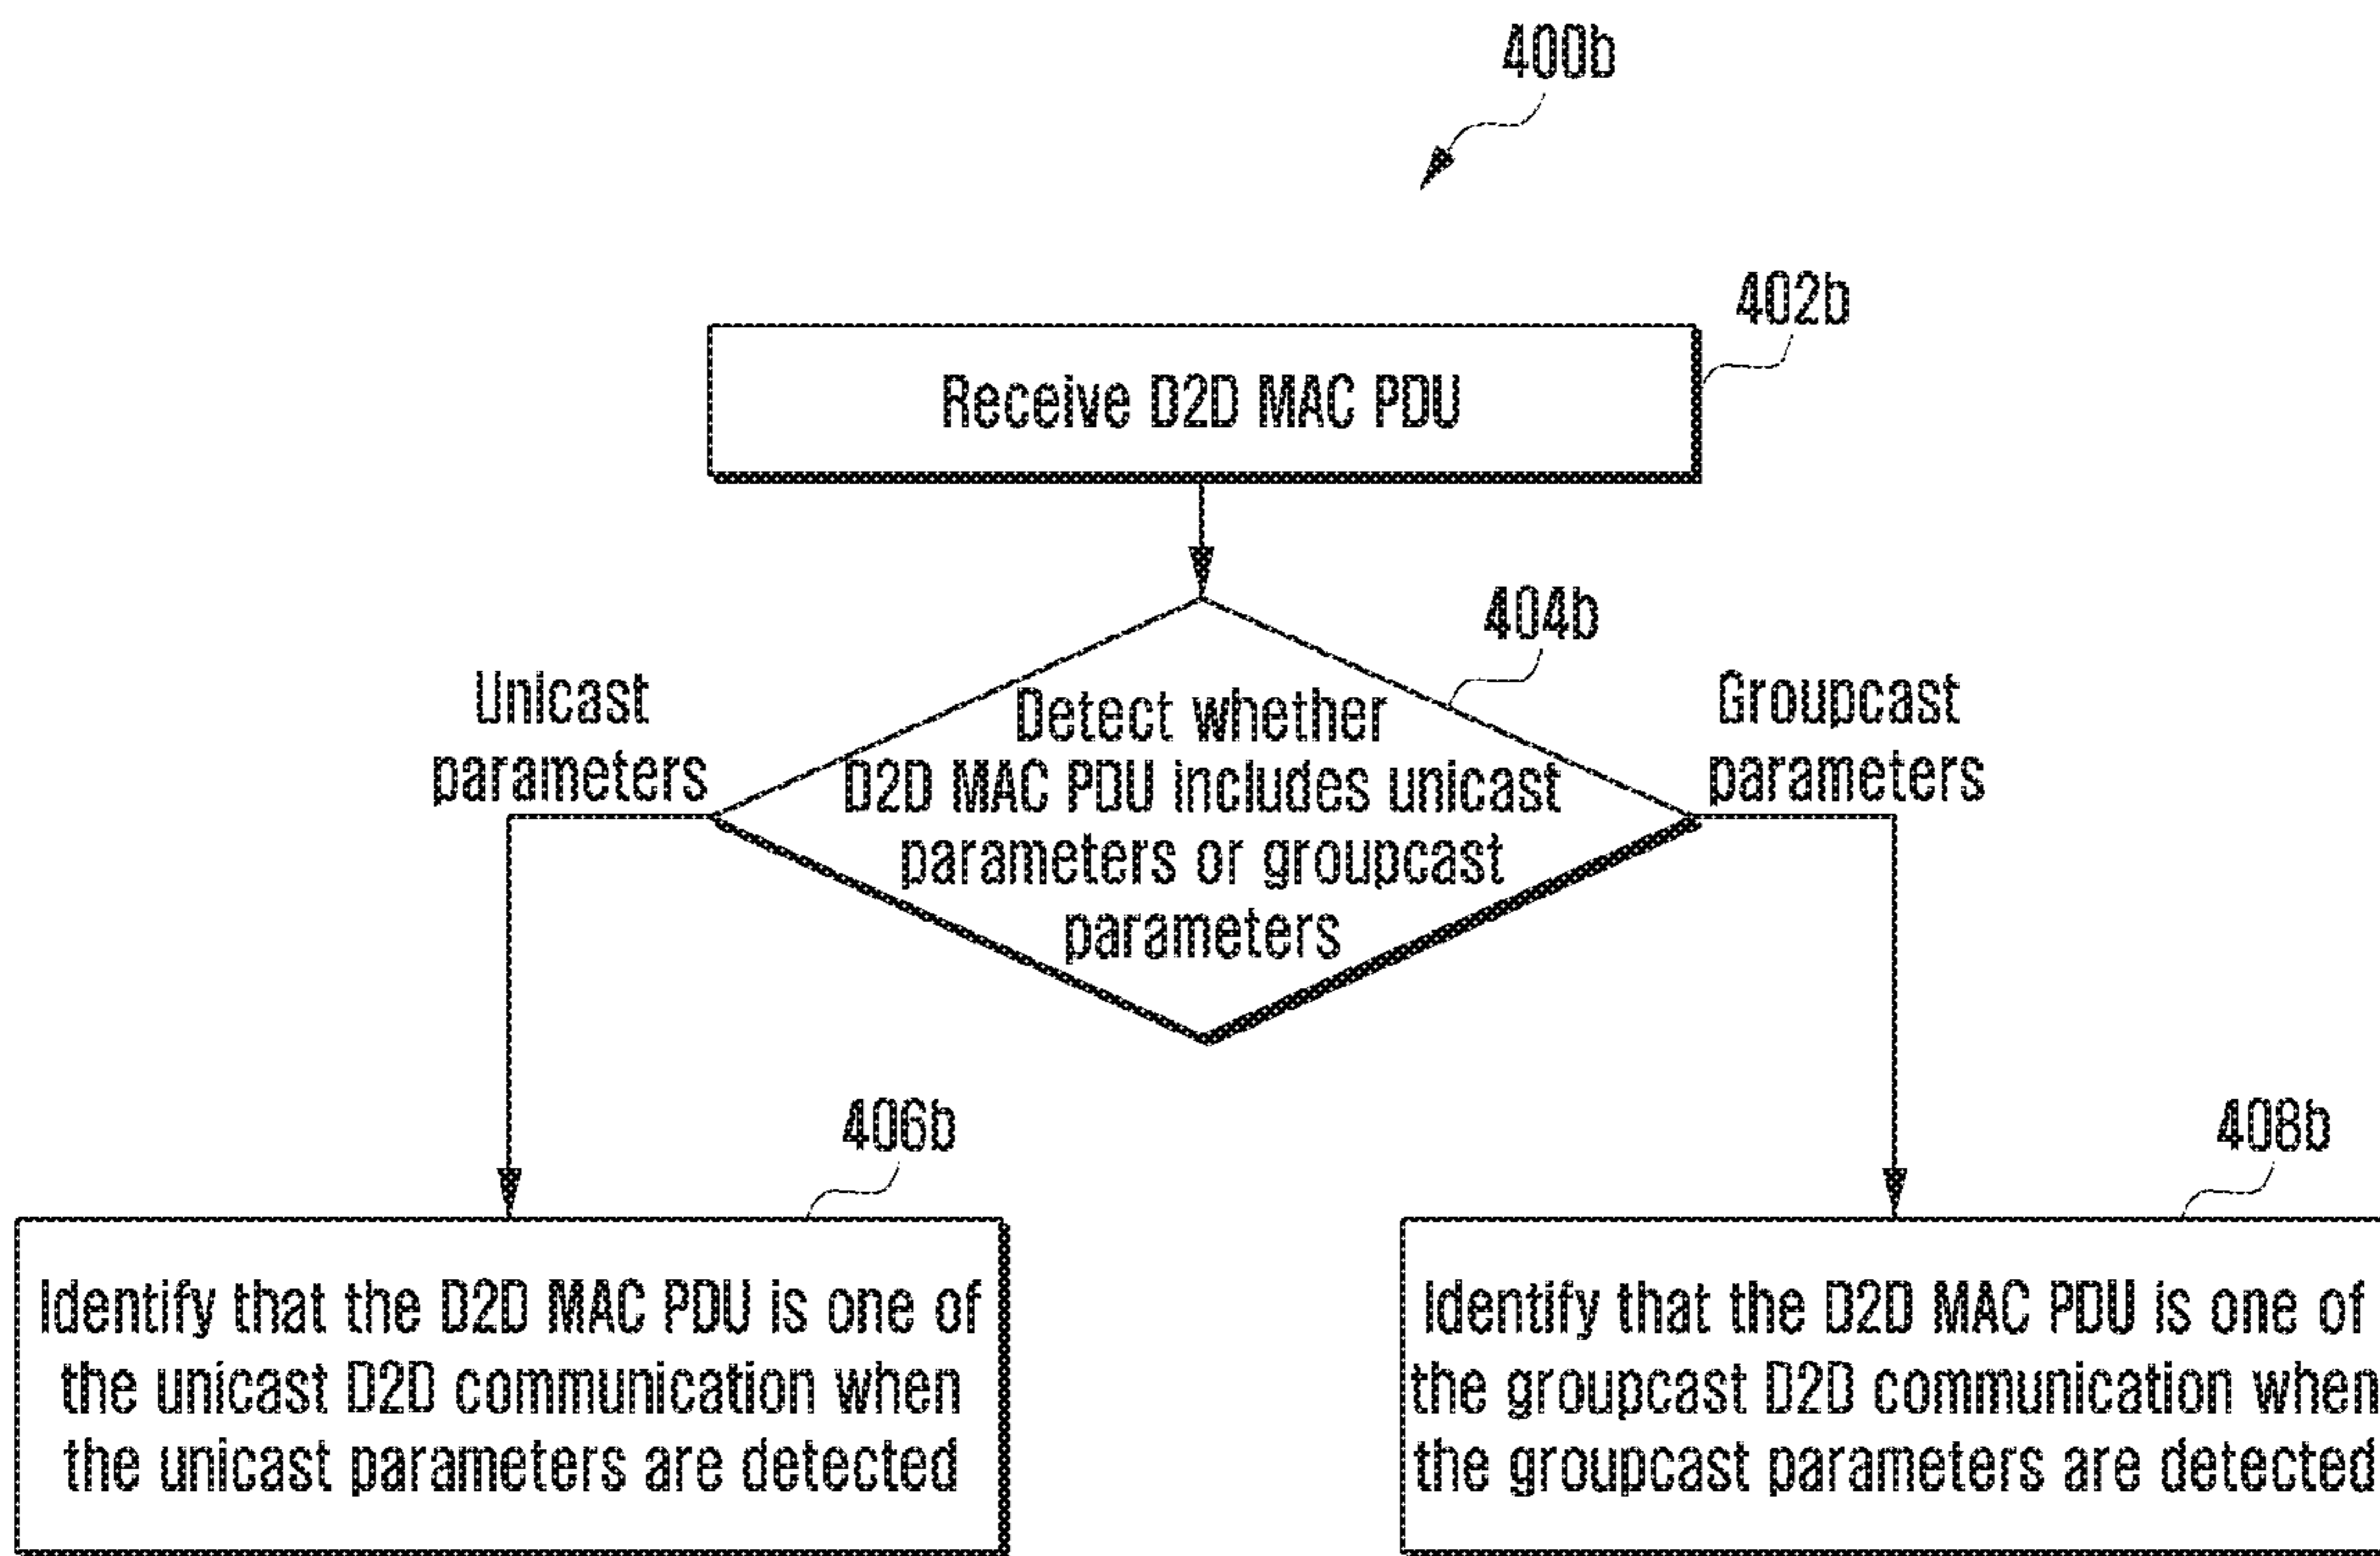 400b
402b
Receive D2D MAC PDU
404b
Unicast
parameters
Detect whether
D2D MAC PDU includes unicast
parameters or groupcast
parameters
Groupcast
parameters
406b
Identify that the D2D MAC PDU is one of
the unicast D2D communication when
the unicast parameters are detected
408b
Identify that the D2D MAC PDU is one of
the groupcast D2D communication when
the groupcast parameters are detected